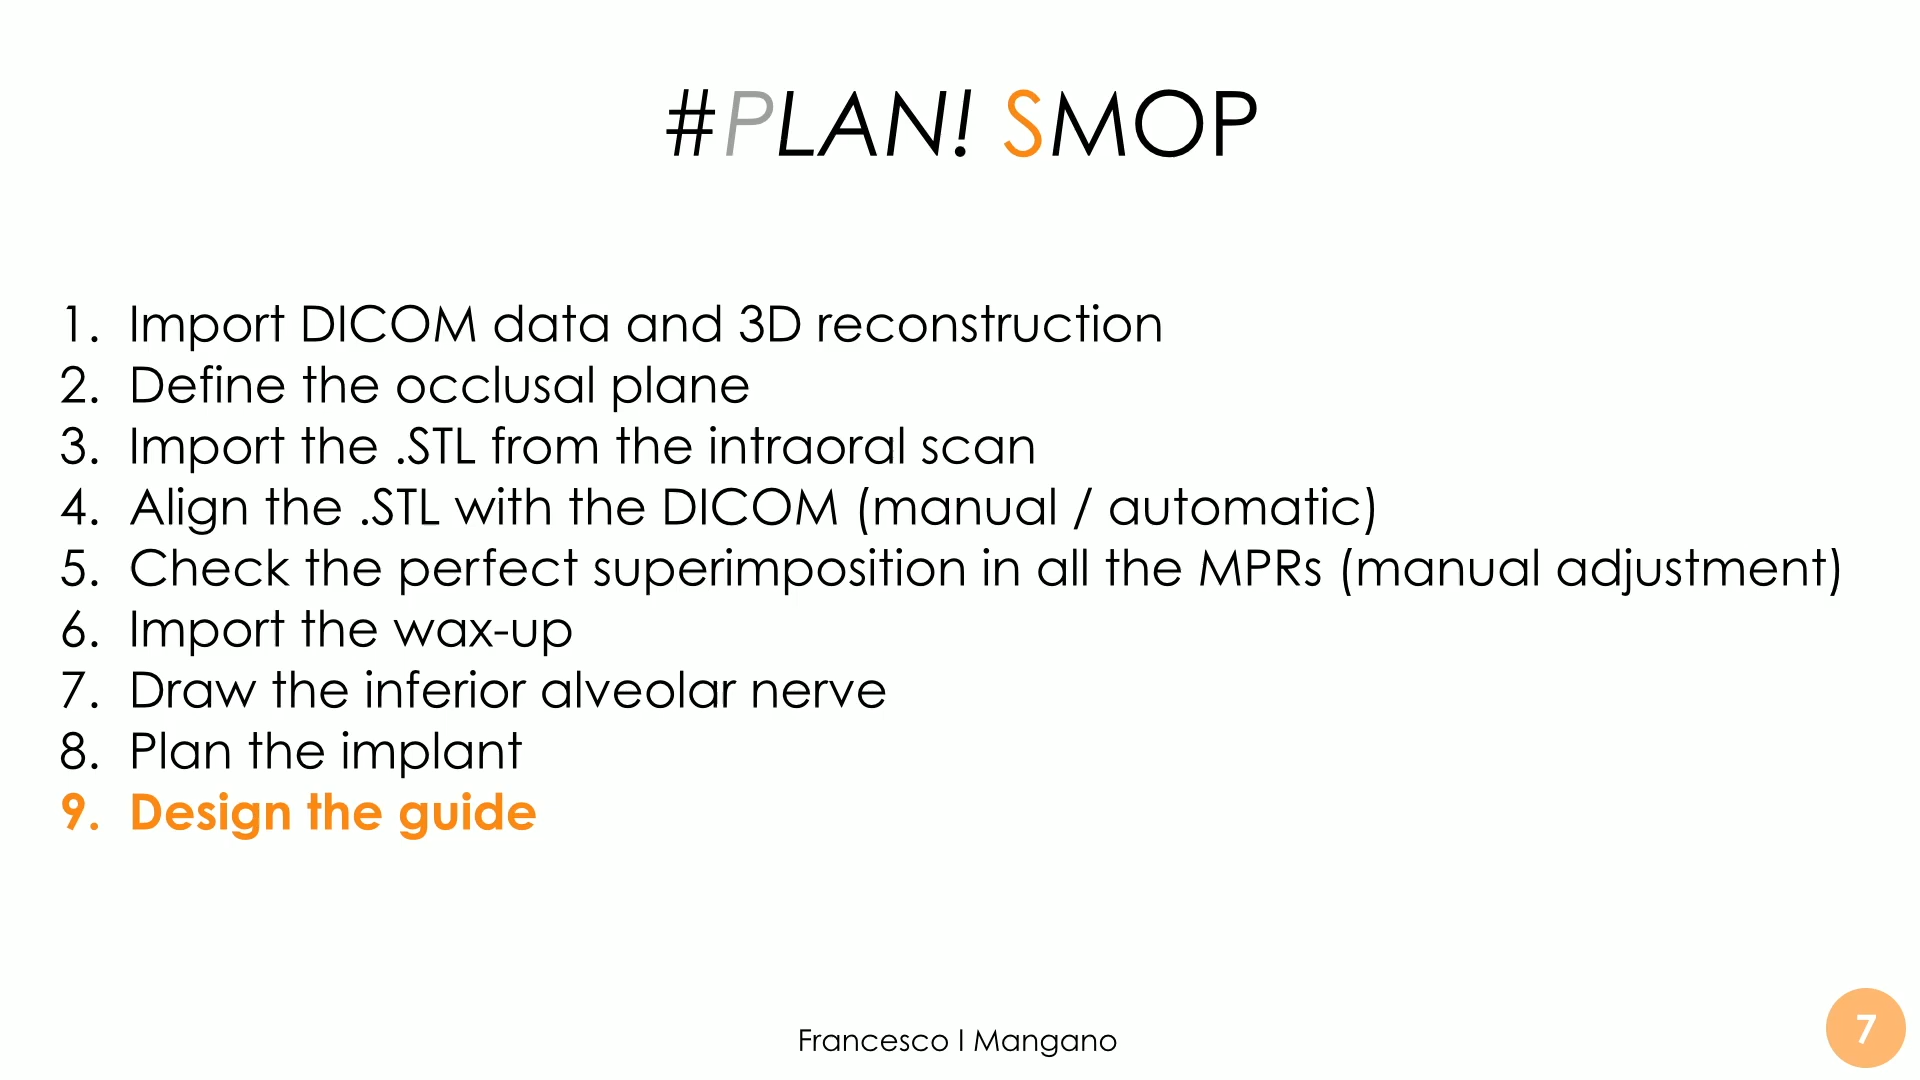 #PLAN! SMOP
1. Import DICOM data and 3D reconstruction
2. Define the occlusal plane
3. Import the .STL from the intraoral scan
4. Align the .STL with the DICOM (manual / automatic)
5. Check the perfect superimposition in all the MPRs (manual adjustment)
6. Import the wax-up
7. Draw the inferior alveolar nerve
8. Plan the implant
9. Design the guide
Francesco I Mangano
7